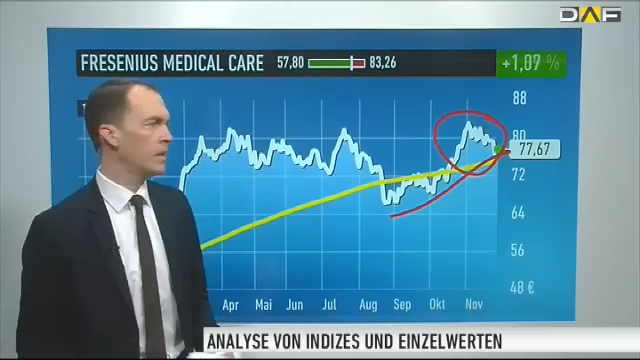 DAF
FRESENIUS MEDICAL CARE 57,80 83,26 +1,07 %
88
80
77,67
72
64
56
48 €
Apr Mai Jun Jul Aug Sep Okt Nov
ANALYSE VON INDIZES UND EINZELWERTEN